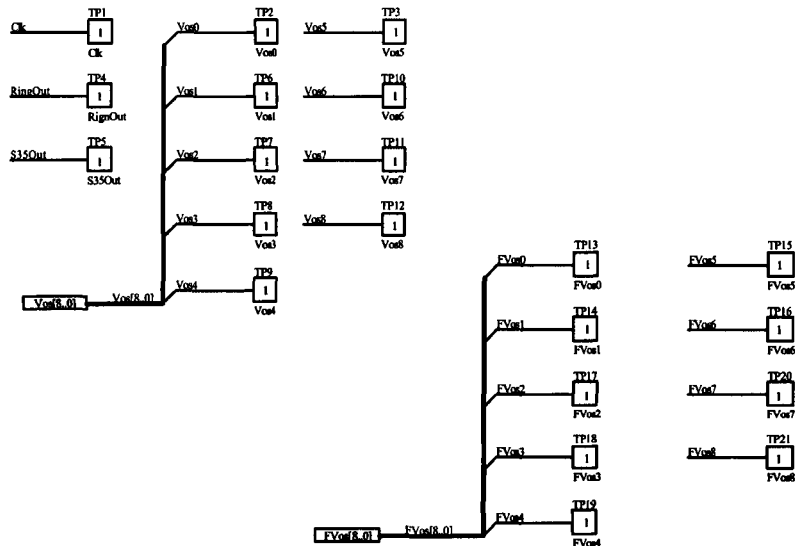 TP1
Clk
1
Clk
TP2
Vos0
1
Vos0
TP3
Vos5
1
Vos5
TP4
RingOut
1
RignOut
TP6
Vos1
1
Vos1
TP10
Vos6
1
Vos6
TP5
S35Out
1
S35Out
TP7
Vos2
1
Vos2
TP11
Vos7
1
Vos7
TP8
Vos3
1
Vos3
TP12
Vos8
1
Vos8
TP9
Vos4
1
Vos4
Vos[8..0]
Vos[8..0]
TP13
FVos0
1
FVos0
TP15
FVos5
1
FVos5
TP14
FVos1
1
FVos1
TP16
FVos6
1
FVos6
TP17
FVos2
1
FVos2
TP20
FVos7
1
FVos7
TP18
FVos3
1
FVos3
TP21
FVos8
1
FVos8
TP19
FVos4
1
FVos4
FVos[8..0]
FVos[8..0]